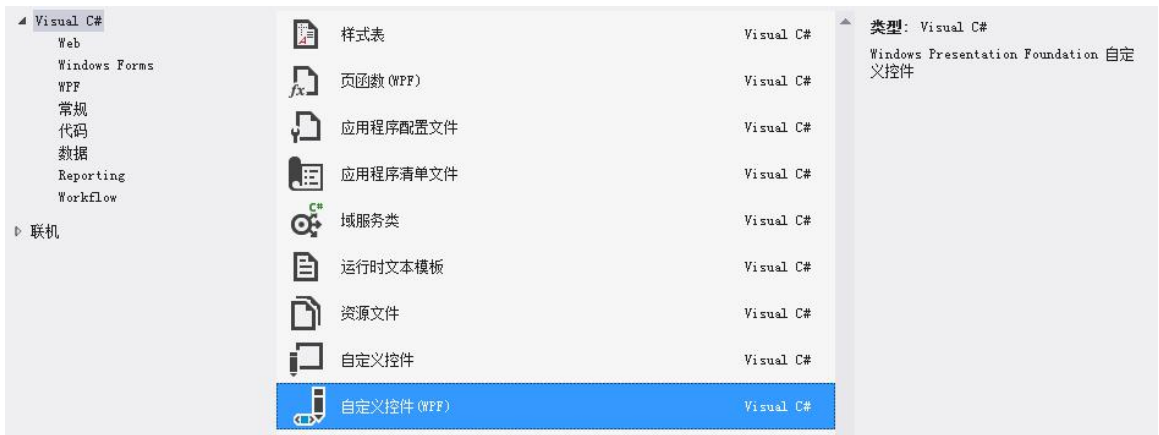 Visual C#
Web
Windows Forms
WPF
常规
代码
数据
Reporting
Workflow
联机
样式表 Visual C#
页函数(WPF) Visual C#
应用程序配置文件 Visual C#
应用程序清单文件 Visual C#
C#
域服务类 Visual C#
运行时文本模板 Visual C#
资源文件 Visual C#
自定义控件 Visual C#
自定义控件(WPF) Visual C#
类型: Visual C#
Windows Presentation Foundation 自定
义控件